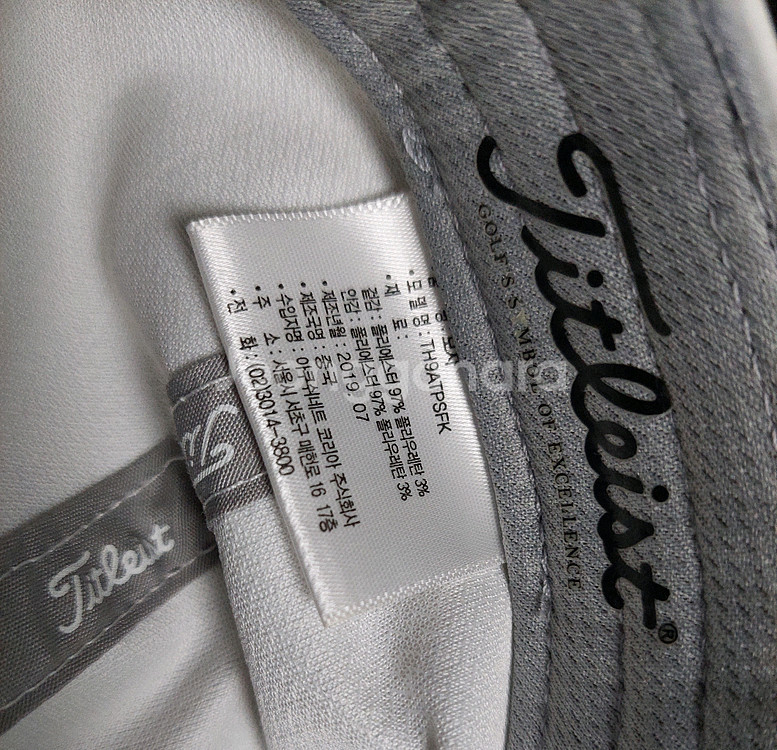 Titleist®
GOLF'S SYMBOL OF EXCELLENCE
•모델명 : TH9ATPSFK
•재 료 :
겉감 : 폴리에스터 97% 폴리우레탄 3%
안감 : 폴리에스터 97% 폴리우레탄 3%
•제조년월 : 2019. 07
•제조국명 : 중국
•수입자명 : 아쿠쉬네트 코리아 주식회사
•주 소 : 서울시 서초구 매헌로 16 17층
•전 화 : (02)3014-3800
Titleist